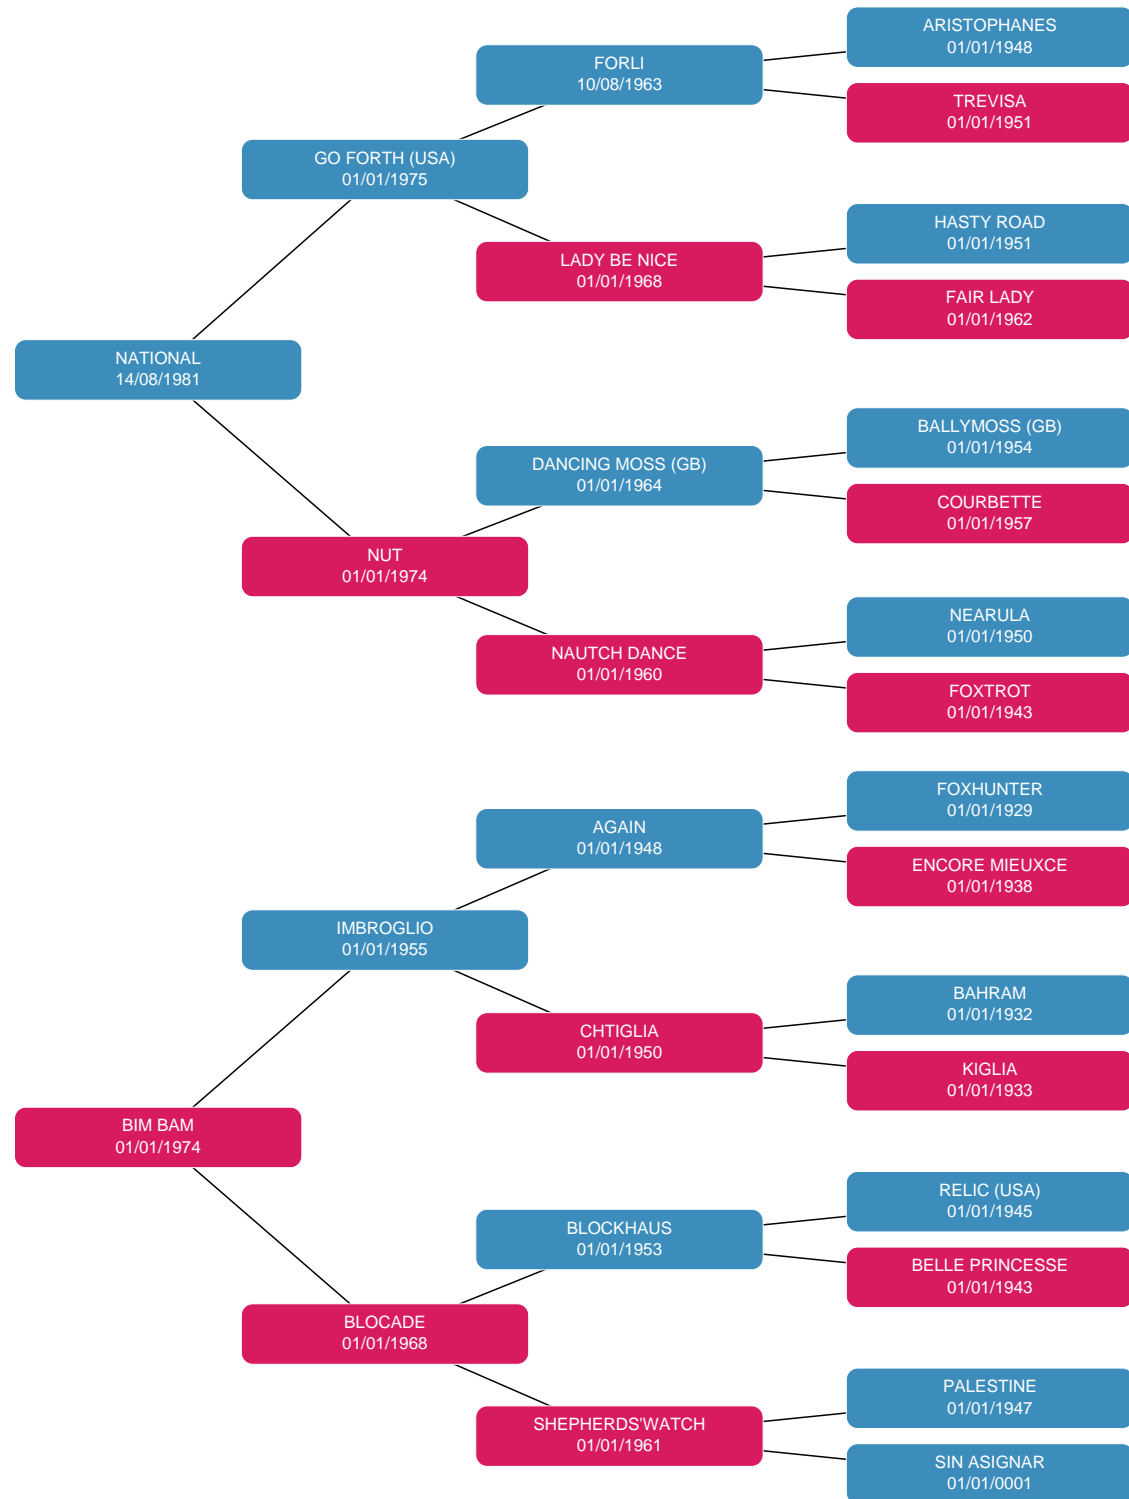 ARISTOPHANES
01/01/1948
FORLI
10/08/1963
TREVISA
01/01/1951
GO FORTH (USA)
01/01/1975
HASTY ROAD
01/01/1951
LADY BE NICE
01/01/1968
FAIR LADY
01/01/1962
NATIONAL
14/08/1981
BALLYMOSS (GB)
01/01/1954
DANCING MOSS (GB)
01/01/1964
COURBETTE
01/01/1957
NUT
01/01/1974
NEARULA
01/01/1950
NAUTCH DANCE
01/01/1960
FOXTROT
01/01/1943
FOXHUNTER
01/01/1929
AGAIN
01/01/1948
ENCORE MIEUXCE
01/01/1938
IMBROGLIO
01/01/1955
BAHRAM
01/01/1932
CHTIGLIA
01/01/1950
KIGLIA
01/01/1933
BIM BAM
01/01/1974
RELIC (USA)
01/01/1945
BLOCKHAUS
01/01/1953
BELLE PRINCESSE
01/01/1943
BLOCADE
01/01/1968
PALESTINE
01/01/1947
SHEPHERDS'WATCH
01/01/1961
SIN ASIGNAR
01/01/0001